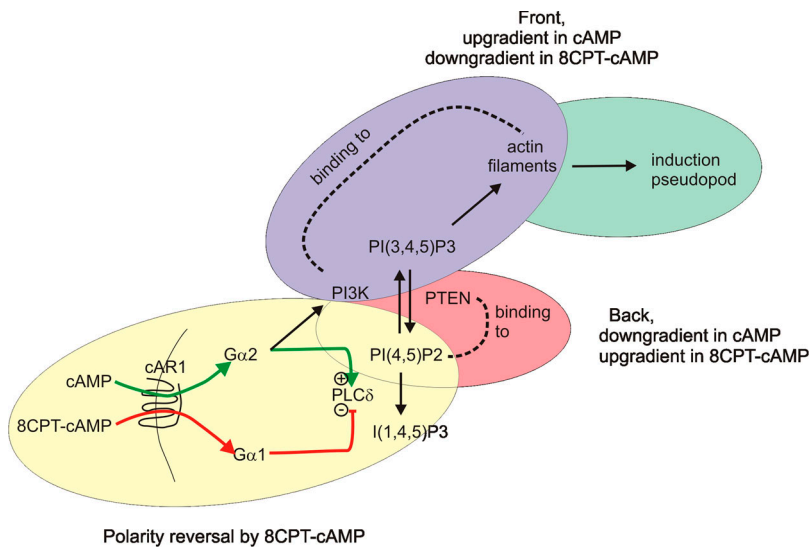 Front,
upgradient in cAMP
downgradient in 8CPT-cAMP
binding to
actin
filaments
induction
pseudopod
PI(3,4,5)P3
PI3K
PTEN
binding
to
Back,
downgradient in cAMP
upgradient in 8CPT-cAMP
cAR1
Gα2
PI(4,5)P2
cAMP
+
PLCδ
−
8CPT-cAMP
Gα1
I(1,4,5)P3
Polarity reversal by 8CPT-cAMP